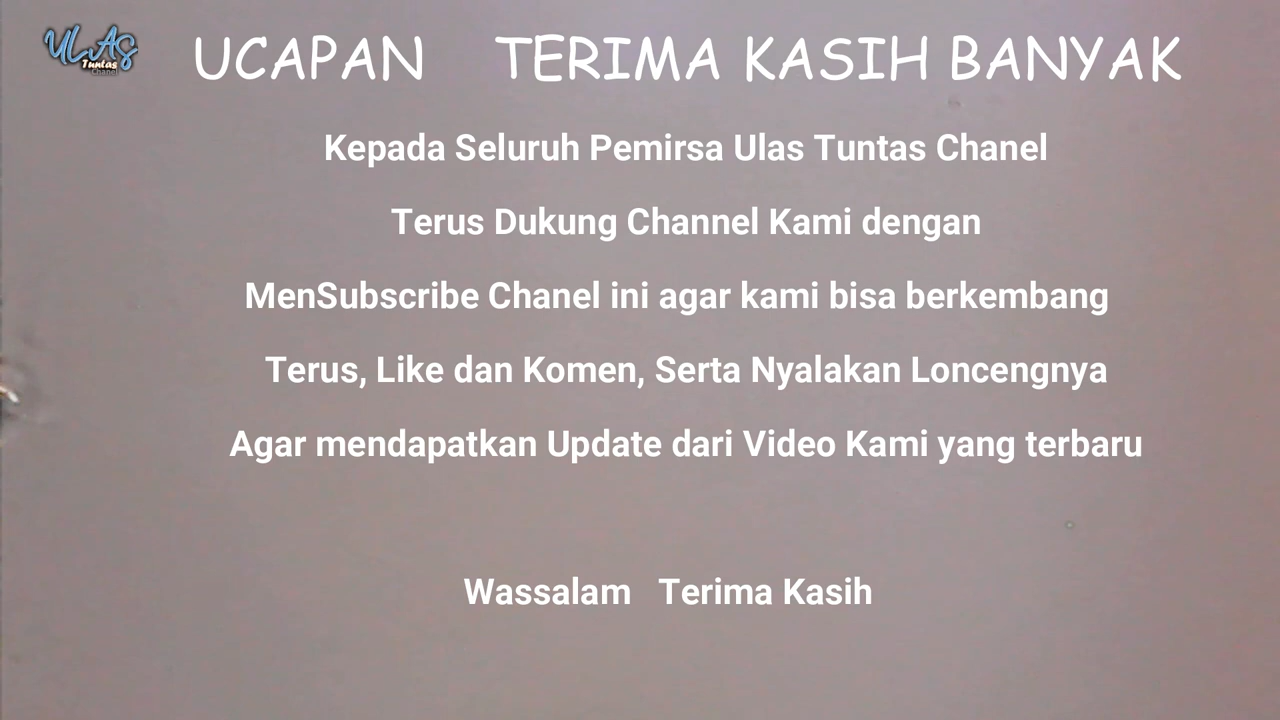 ULAS
Tuntas
Chanel
UCAPAN TERIMA KASIH BANYAK
Kepada Seluruh Pemirsa Ulas Tuntas Chanel
Terus Dukung Channel Kami dengan
MenSubscribe Chanel ini agar kami bisa berkembang
Terus, Like dan Komen, Serta Nyalakan Loncengnya
Agar mendapatkan Update dari Video Kami yang terbaru
Wassalam Terima Kasih